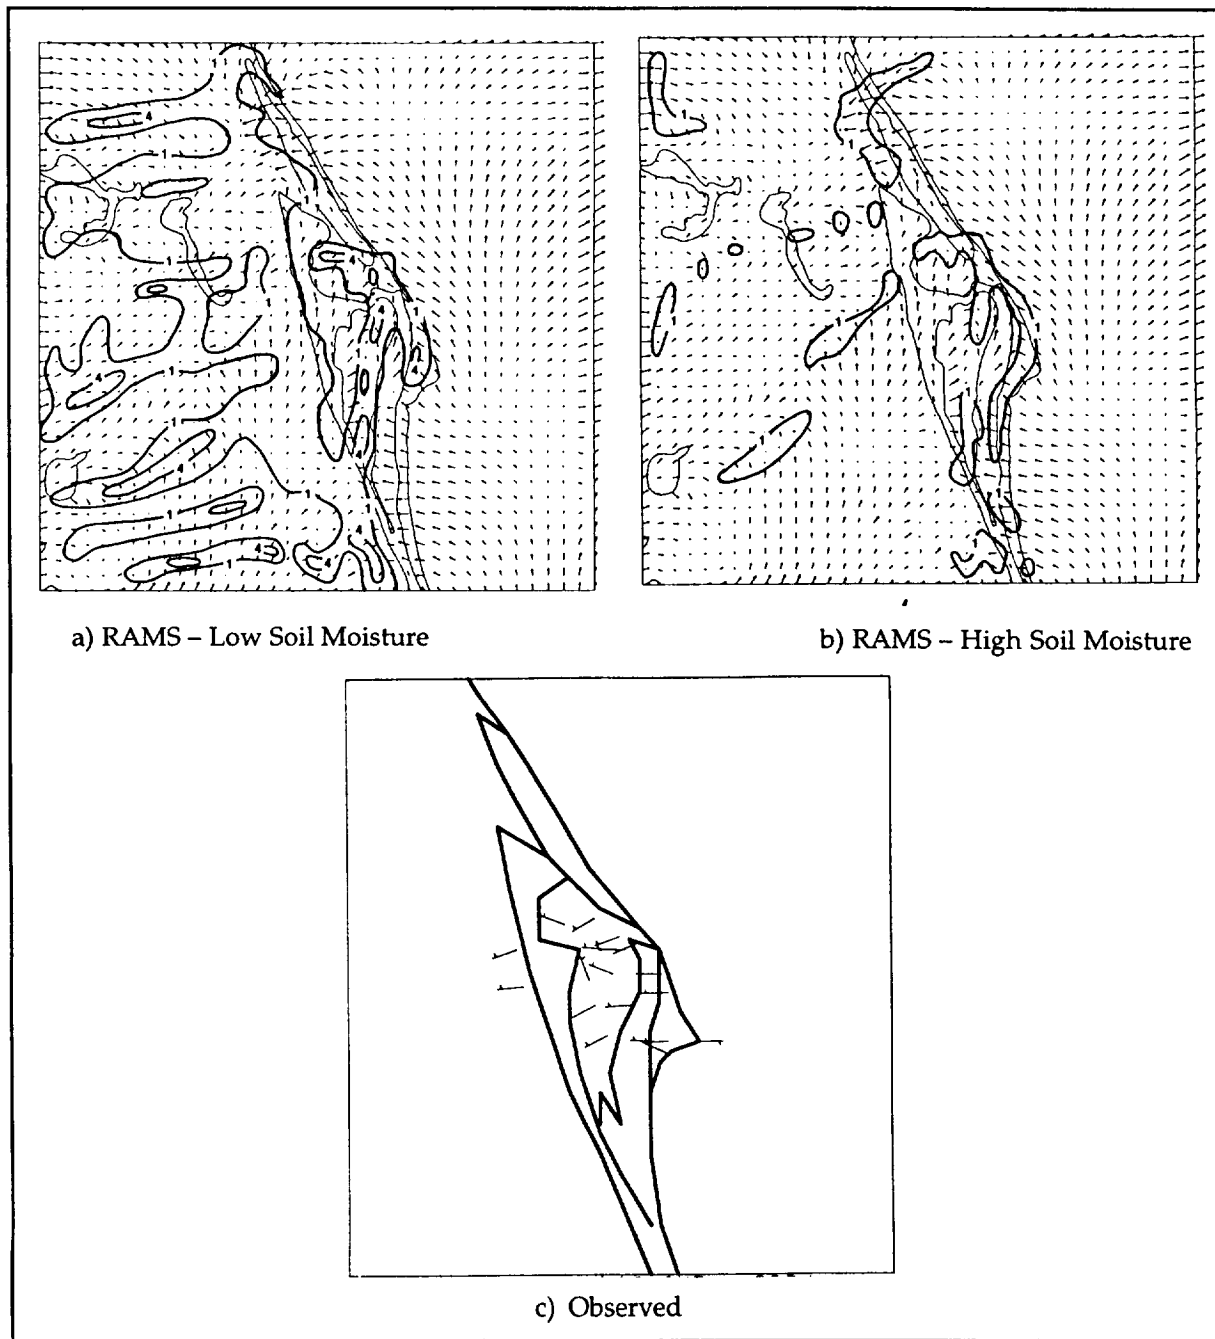 a) RAMS – Low Soil Moisture
b) RAMS – High Soil Moisture
c) Observed